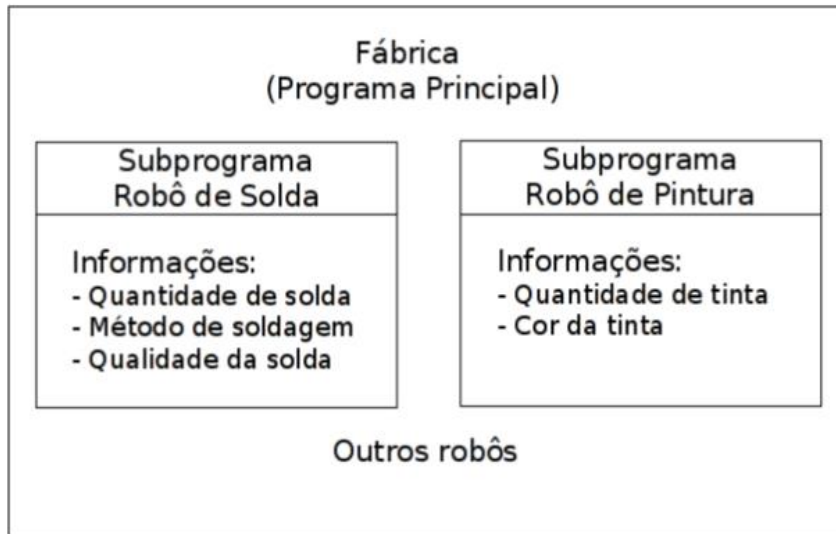 Fábrica
(Programa Principal)
Subprograma
Robô de Solda
Informações:
- Quantidade de solda
- Método de soldagem
- Qualidade da solda
Subprograma
Robô de Pintura
Informações:
- Quantidade de tinta
- Cor da tinta
Outros robôs